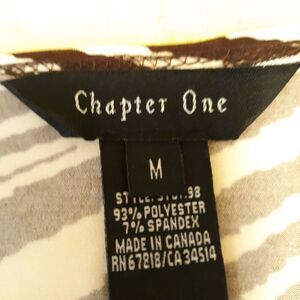 Chapter One
M
93% POLYESTER
7% SPANDEX
MADE IN CANADA
RN67818/CA34514